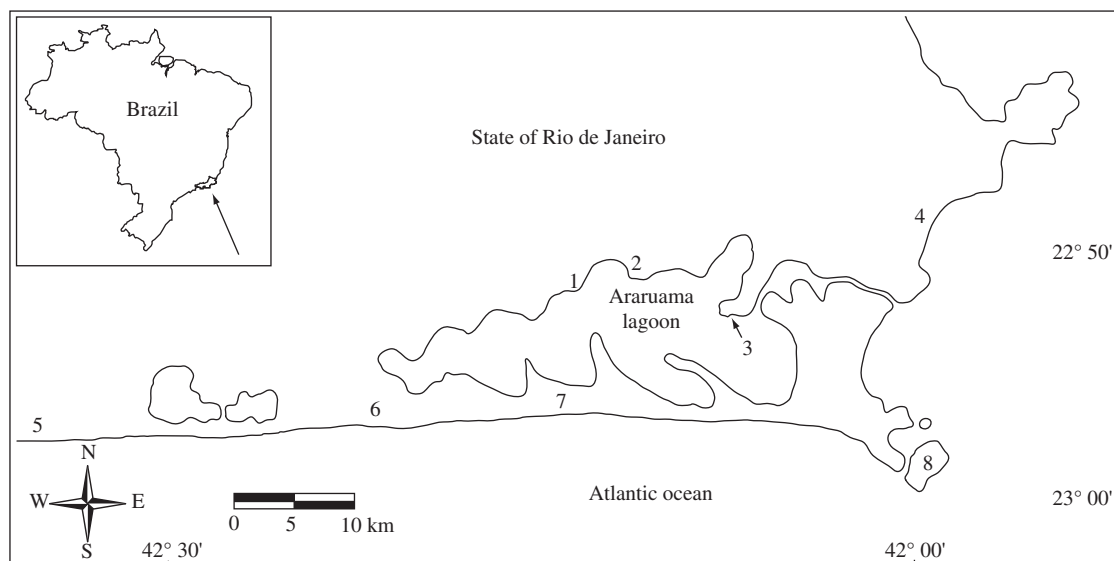 Brazil
State of Rio de Janeiro
4
22° 50'
2
1
Araruama
lagoon
3
6
7
5
8
N
W E
S
Atlantic ocean
0 5 10 km
23° 00'
42° 30'
42° 00'